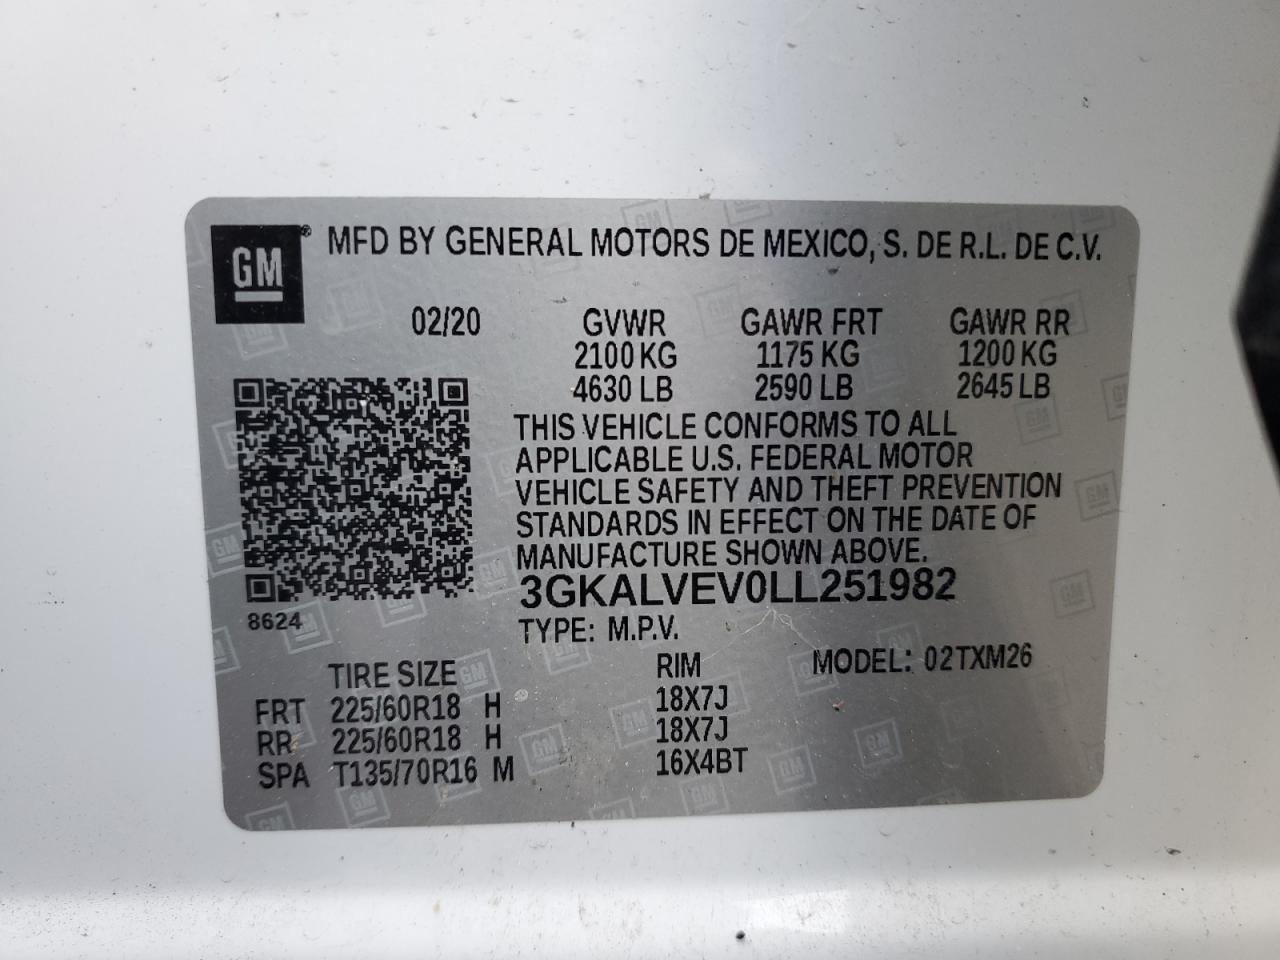 GM ® MFD BY GENERAL MOTORS DE MEXICO, S. DE R.L. DE C.V.
02/20 GVWR GAWR FRT GAWR RR
2100 KG 1175 KG 1200 KG
4630 LB 2590 LB 2645 LB
THIS VEHICLE CONFORMS TO ALL
APPLICABLE U.S. FEDERAL MOTOR
VEHICLE SAFETY AND THEFT PREVENTION
STANDARDS IN EFFECT ON THE DATE OF
MANUFACTURE SHOWN ABOVE.
3GKALVEV0LL251982
8624
TYPE: M.P.V.
TIRE SIZE RIM MODEL: 02TXM26
FRT 225/60R18 H 18X7J
RR 225/60R18 H 18X7J
SPA T135/70R16 M 16X4BT